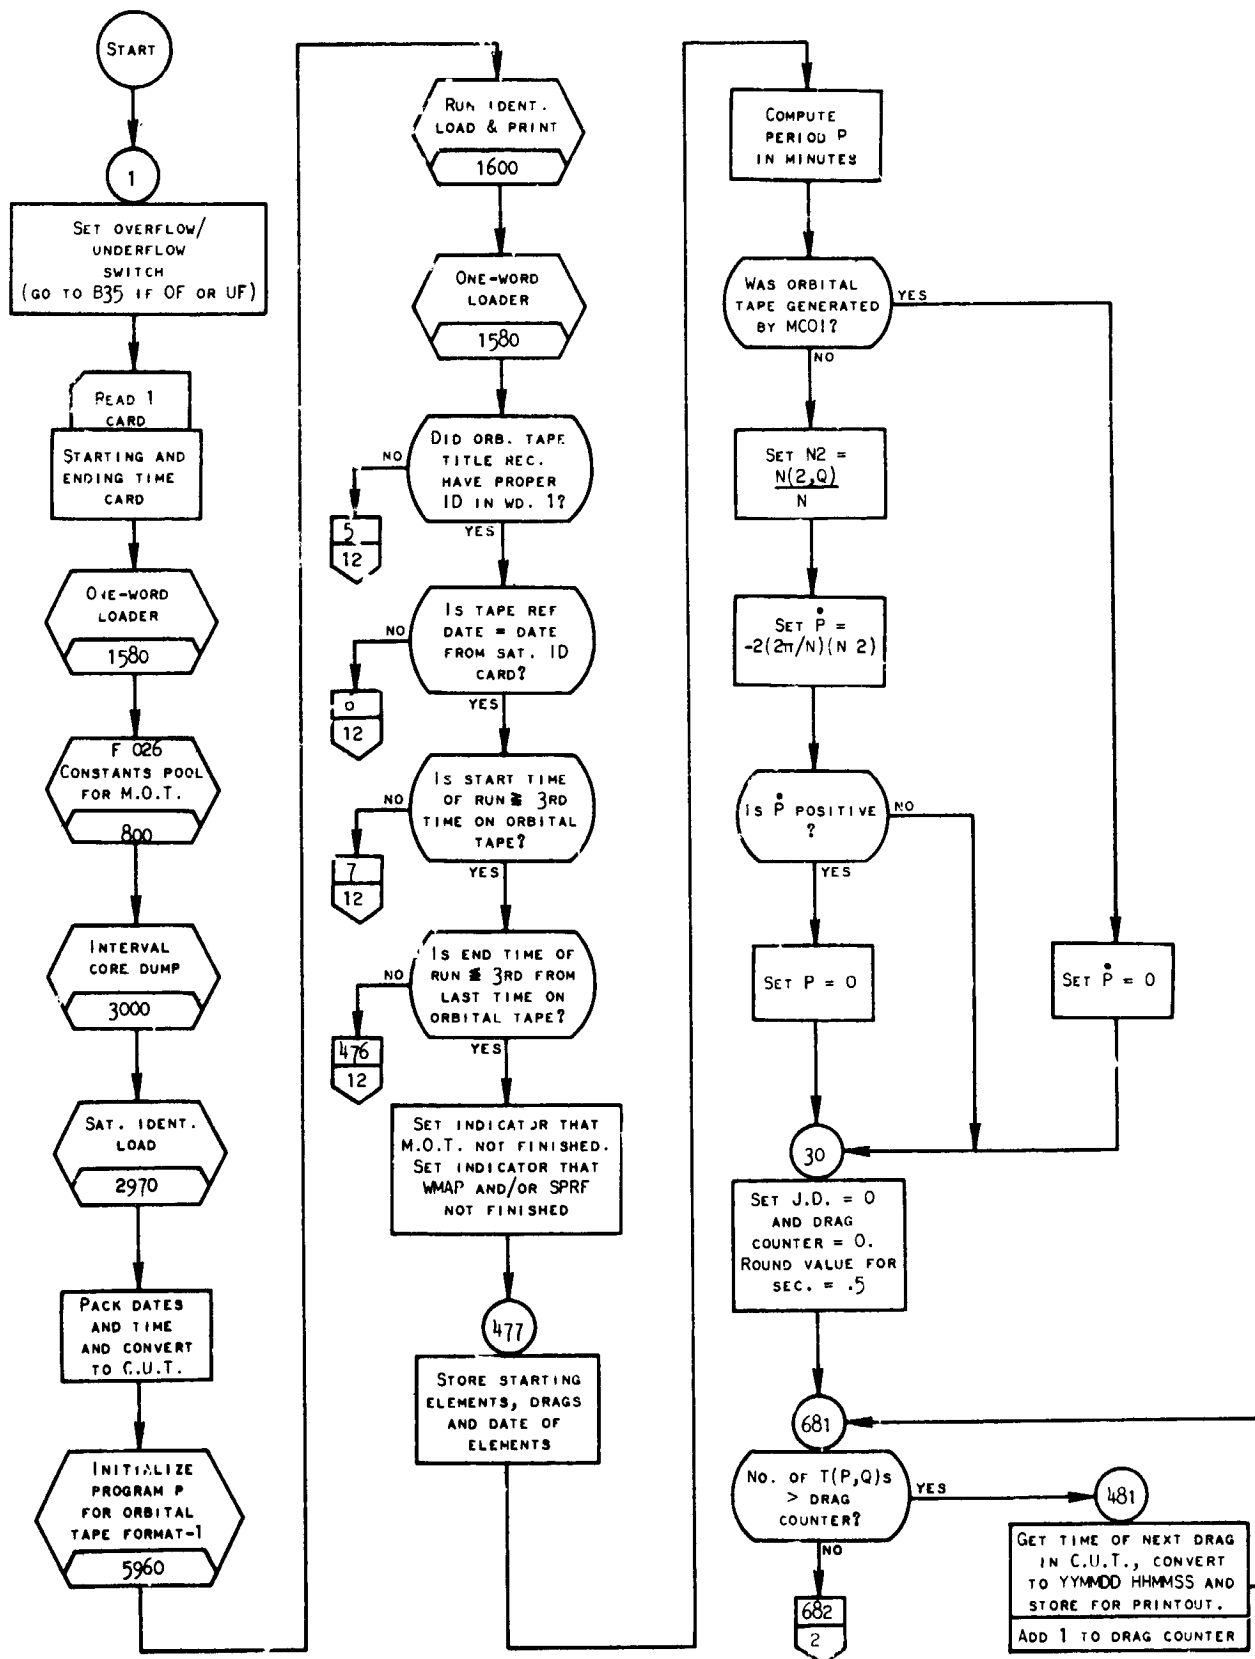 START
1
SET OVERFLOW/
UNDERFLOW
SWITCH
(GO TO B35 IF OF OR UF)
READ 1
CARD
STARTING AND
ENDING TIME
CARD
ONE-WORD
LOADER
1580
F 026
CONSTANTS POOL
FOR M.O.T.
800
INTERVAL
CORE DUMP
3000
SAT. IDENT.
LOAD
2970
PACK DATES
AND TIME
AND CONVERT
TO C.U.T.
INITIALIZE
PROGRAM P
FOR ORBITAL
TAPE FORMAT-1
5960
RUN IDENT.
LOAD & PRINT
1600
ONE-WORD
LOADER
1580
DID ORB. TAPE
TITLE REC.
HAVE PROPER
ID IN WD. 1?
NO
5
12
YES
IS TAPE REF
DATE = DATE
FROM SAT. ID
CARD?
NO
12
YES
IS START TIME
OF RUN ≧ 3RD
TIME ON ORBITAL
TAPE?
NO
7
12
YES
IS END TIME OF
RUN ≦ 3RD FROM
LAST TIME ON
ORBITAL TAPE?
NO
476
12
YES
SET INDICATOR THAT
M.O.T. NOT FINISHED.
SET INDICATOR THAT
WMAP AND/OR SPRF
NOT FINISHED
477
STORE STARTING
ELEMENTS, DRAGS
AND DATE OF
ELEMENTS
COMPUTE
PERIOD P
IN MINUTES
WAS ORBITAL
TAPE GENERATED
BY MCOI?
YES
NO
SET N2 =
N(2,Q)
N
SET Ṗ =
-2(2π/N)(N 2)
IS Ṗ POSITIVE
?
NO
YES
SET P = 0
SET Ṗ = 0
30
SET J.D. = 0
AND DRAG
COUNTER = 0.
ROUND VALUE FOR
SEC. = .5
681
NO. OF T(P,Q)S
> DRAG
COUNTER?
YES
NO
682
2
481
GET TIME OF NEXT DRAG
IN C.U.T., CONVERT
TO YYMMDD HHMMSS AND
STORE FOR PRINTOUT.
ADD 1 TO DRAG COUNTER